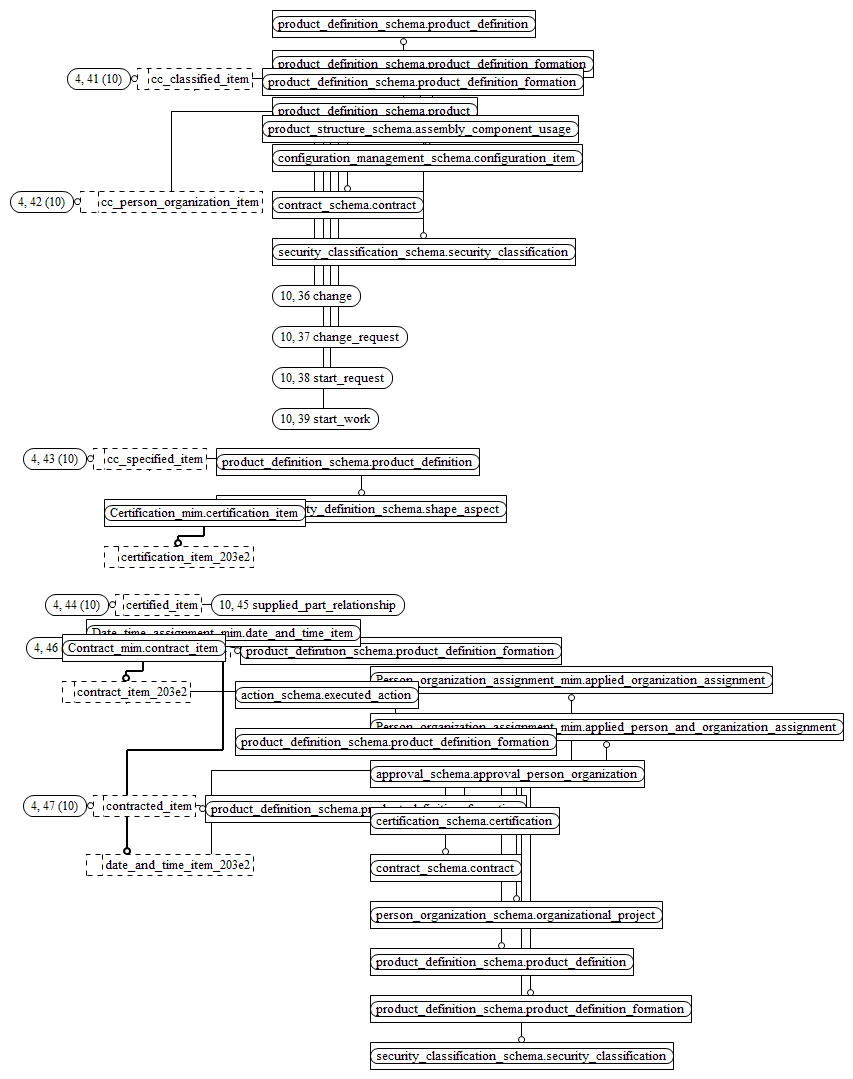 product_definition_schema.product_definition
product_definition_schema.product_definition_formation
4, 41 (10)
cc_classified_item
product_definition_schema.product_definition_formation
product_definition_schema.product
product_structure_schema.assembly_component_usage
configuration_management_schema.configuration_item
4, 42 (10)
cc_person_organization_item
contract_schema.contract
security_classification_schema.security_classification
10, 36 change
10, 37 change_request
10, 38 start_request
10, 39 start_work
4, 43 (10)
cc_specified_item
product_definition_schema.product_definition
Certification_mim.certification_item
ty_definition_schema.shape_aspect
certification_item_203e2
4, 44 (10)
certified_item
10, 45 supplied_part_relationship
Date_time_assignment_mim.date_and_time_item
4, 46
Contract_mim.contract_item
product_definition_schema.product_definition_formation
Person_organization_assignment_mim.applied_organization_assignment
contract_item_203e2
action_schema.executed_action
Person_organization_assignment_mim.applied_person_and_organization_assignment
product_definition_schema.product_definition_formation
approval_schema.approval_person_organization
4, 47 (10)
contracted_item
product_definition_schema.product_definition_formation
certification_schema.certification
date_and_time_item_203e2
contract_schema.contract
person_organization_schema.organizational_project
product_definition_schema.product_definition
product_definition_schema.product_definition_formation
security_classification_schema.security_classification